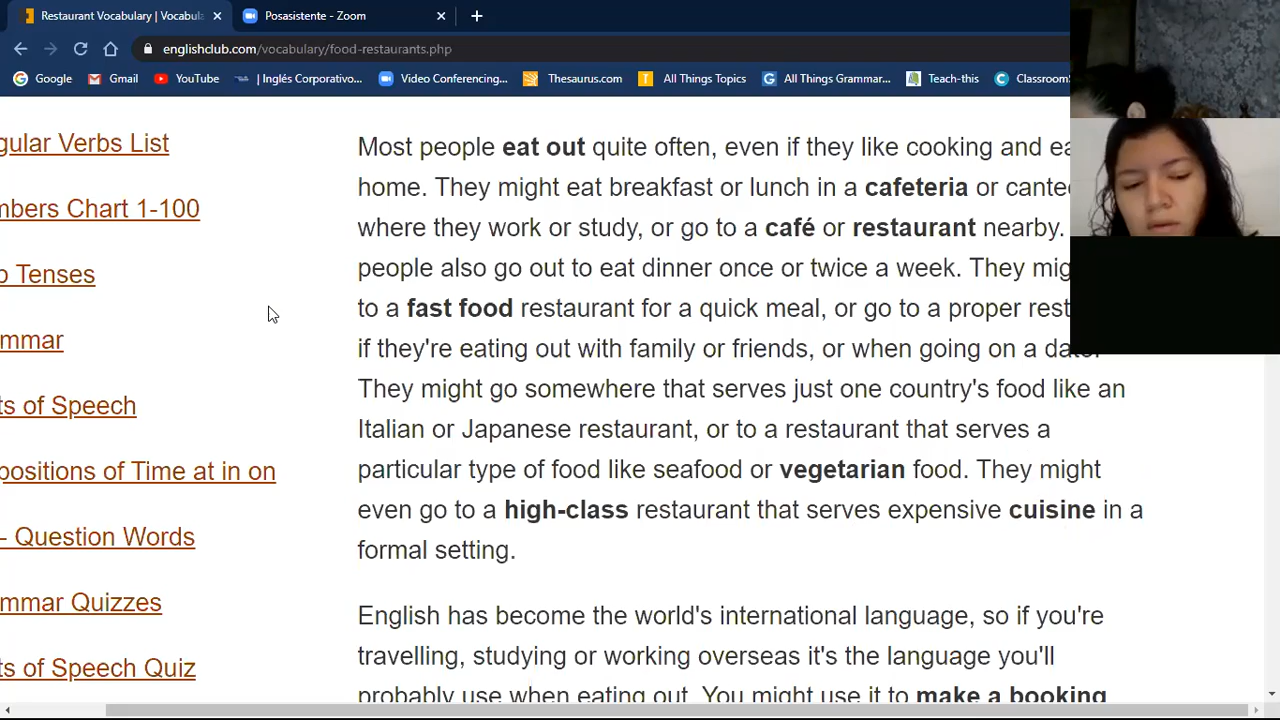 Restaurant Vocabulary | Vocabula
Posasistente - Zoom
englishclub.com/vocabulary/food-restaurants.php
Google
Gmail
YouTube
| Inglés Corporativo...
Video Conferencing...
Thesaurus.com
All Things Topics
All Things Grammar...
Teach-this
ClassroomS
gular Verbs List
mbers Chart 1-100
b Tenses
mmar
ts of Speech
positions of Time at in on
- Question Words
mmar Quizzes
ts of Speech Quiz
Most people eat out quite often, even if they like cooking and ea
home. They might eat breakfast or lunch in a cafeteria or cantee
where they work or study, or go to a café or restaurant nearby.
people also go out to eat dinner once or twice a week. They mig
to a fast food restaurant for a quick meal, or go to a proper rest
if they're eating out with family or friends, or when going on a date.
They might go somewhere that serves just one country's food like an
Italian or Japanese restaurant, or to a restaurant that serves a
particular type of food like seafood or vegetarian food. They might
even go to a high-class restaurant that serves expensive cuisine in a
formal setting.
English has become the world's international language, so if you're
travelling, studying or working overseas it's the language you'll
probably use when eating out. You might use it to make a booking